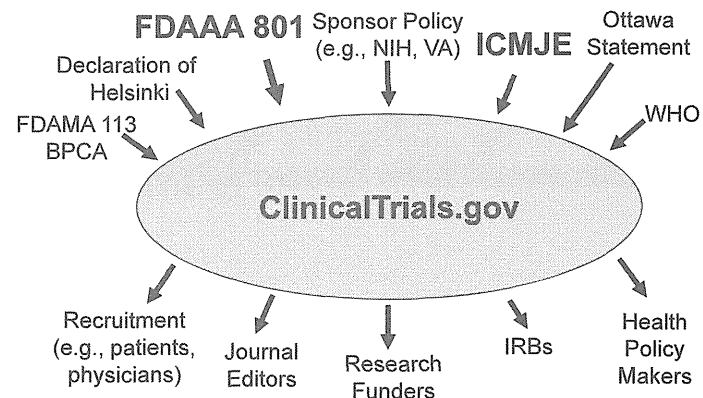 FDAAA 801
Sponsor Policy
(e.g., NIH, VA)
ICMJE
Ottawa
Statement
Declaration of
Helsinki
FDAMA 113
BPCA
WHO
ClinicalTrials.gov
Recruitment
(e.g., patients,
physicians)
Journal
Editors
Research
Funders
IRBs
Health
Policy
Makers